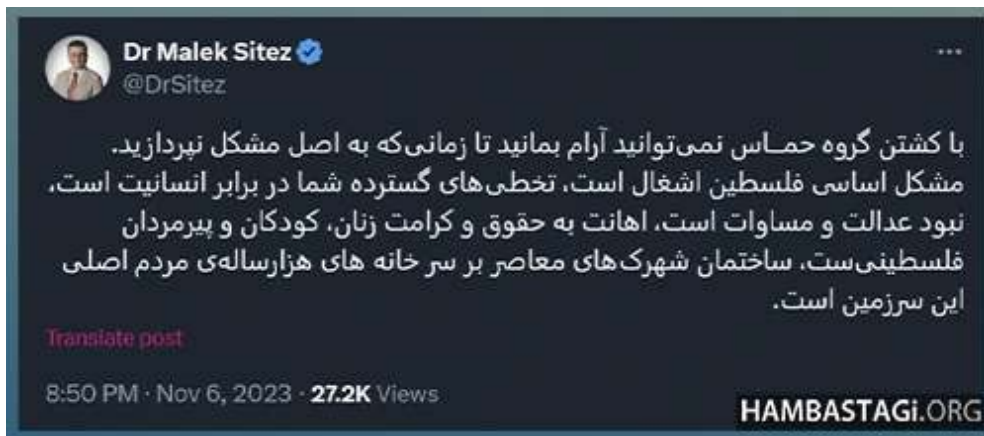 Dr Malek Sitez
@DrSitez
با کشتن گروه حمـاس نمی‌توانید آرام بمانید تا زمانی‌که به اصل مشکل نپردازید.
مشکل اساسی فلسطین اشغال است، تخطی‌های گسترده شما در برابر انسانیت است،
نبود عدالت و مساوات است، اهانت به حقوق و کرامت زنان، کودکان و پیرمردان
فلسطینی‌ست، ساختمان شهرک‌های معاصر بر سر خانه های هزارساله‌ی مردم اصلی
این سرزمین است.
Translate post
8:50 PM · Nov 6, 2023 · 27.2K Views
HAMBASTAGi.ORG